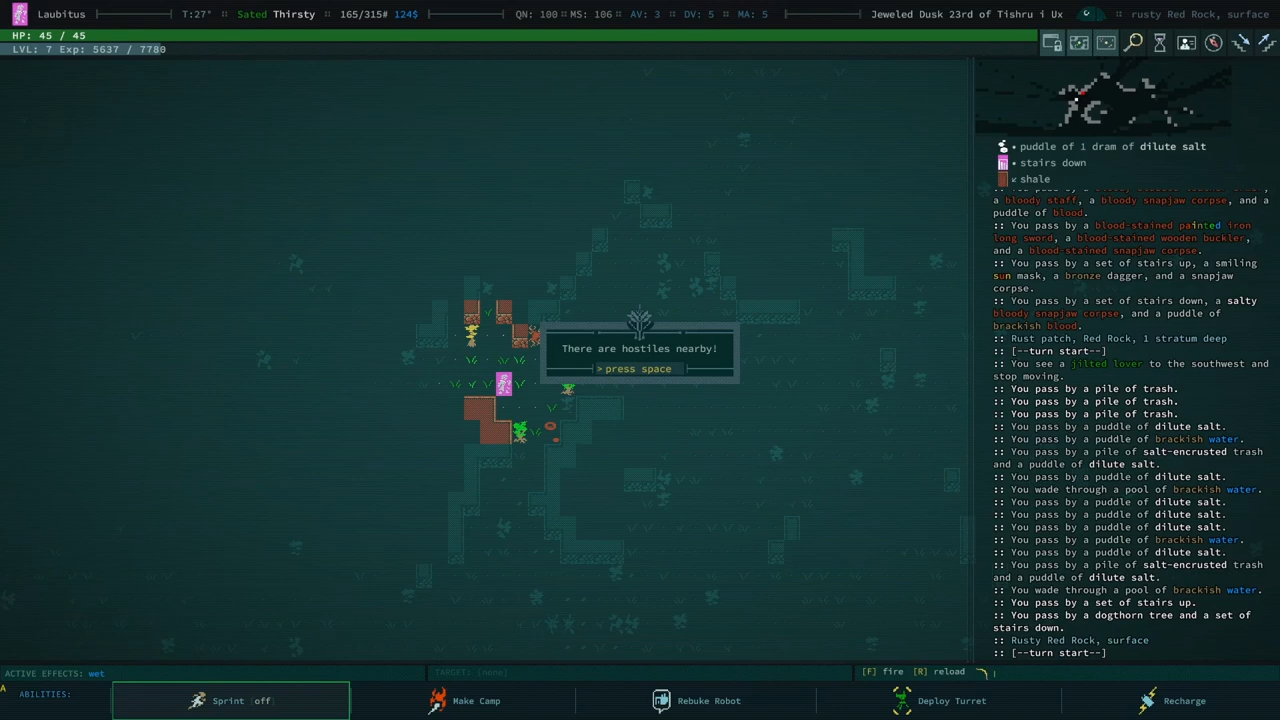 Laubitus T:27° :: Sated Thirsty :: 165/315# 124$ QN: 100 :: MS: 106 :: AV: 3 :: DV: 5 :: MA: 5 Jeweled Dusk 23rd of Tishru i Ux :: rusty Red Rock, surface
HP: 45 / 45
LVL: 7 Exp: 5637 / 7780
puddle of 1 dram of dilute salt
stairs down
shale
a bloody staff, a bloody snapjaw corpse, and a
puddle of blood.
:: You pass by a blood-stained painted iron
long sword, a blood-stained wooden buckler,
and a blood-stained snapjaw corpse.
:: You pass by a set of stairs up, a smiling
sun mask, a bronze dagger, and a snapjaw
corpse.
:: You pass by a set of stairs down, a salty
bloody snapjaw corpse, and a puddle of
brackish blood.
:: Rust patch, Red Rock, 1 stratum deep
:: [--turn start--]
:: You see a jilted lover to the southwest and
stop moving.
:: You pass by a pile of trash.
:: You pass by a pile of trash.
:: You pass by a pile of trash.
:: You pass by a puddle of dilute salt.
:: You pass by a puddle of brackish water.
:: You pass by a pile of salt-encrusted trash
and a puddle of dilute salt.
:: You pass by a puddle of dilute salt.
:: You wade through a pool of brackish water.
:: You pass by a puddle of dilute salt.
:: You pass by a puddle of dilute salt.
:: You pass by a puddle of dilute salt.
:: You pass by a puddle of brackish water.
:: You pass by a puddle of dilute salt.
:: You pass by a pile of salt-encrusted trash
and a puddle of dilute salt.
:: You wade through a pool of brackish water.
:: You pass by a set of stairs up.
:: You pass by a dogthorn tree and a set of
stairs down.
:: Rusty Red Rock, surface
:: [--turn start--]
There are hostiles nearby!
> press space
ACTIVE EFFECTS: wet
TARGET: [none]
[F] fire [R] reload
A
ABILITIES:
Sprint [off]
Make Camp
Rebuke Robot
Deploy Turret
Recharge